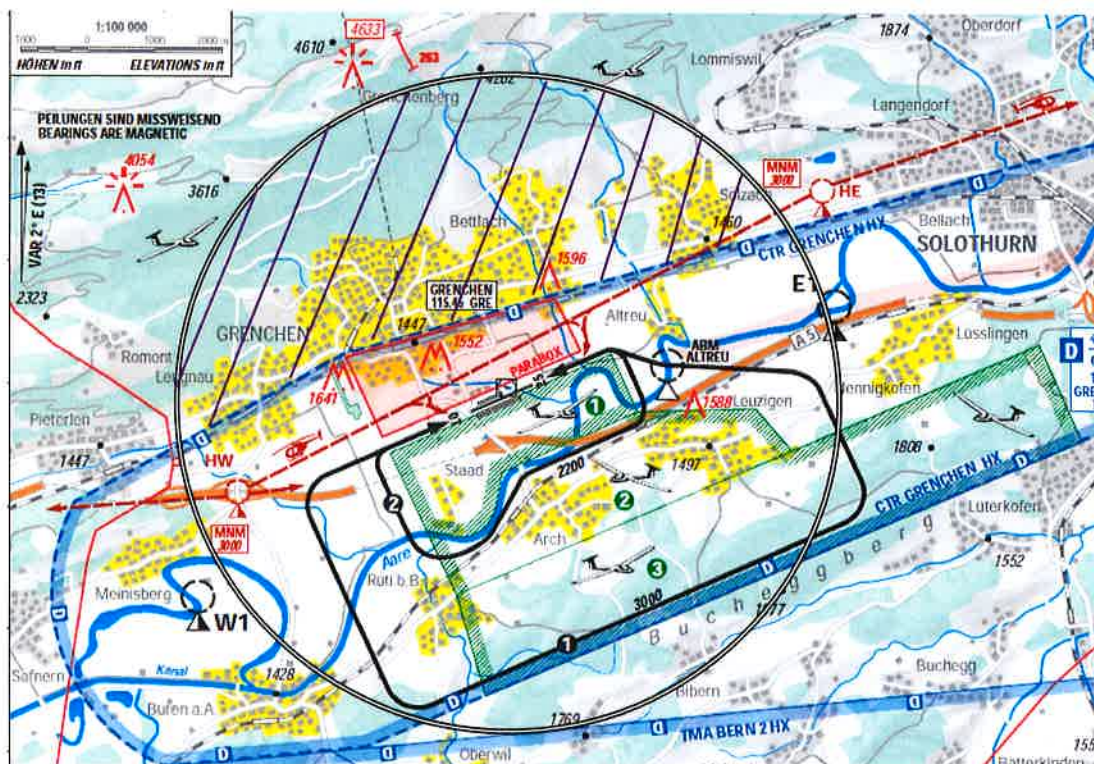 1:100 000
1000 0 1000 2000 m
HÖHEN in ft ELEVATIONS in ft
PEILUNGEN SIND MISSWEISEND
BEARINGS ARE MAGNETIC
VAR 2° E (13)
4610
4633
263
4202
Grenchenberg
1874
Oberdorf
Lommiswil
Langendorf
4054
3616
MNM
3000
HE
Selzach
1460
Bettlach
Bellach
SOLOTHURN
CTR GRENCHEN HX
D
2323
GRENCHEN
115.45 GRE
1596
E1
GRENCHEN
1447
1552
Altreu
ABM
ALTREU
A5
Lüsslingen
Romont
Lengnau
PARABOX
D
1641
1588
Leuzigen
Nennigkofen
Pieterlen
1447
HW
Staad
1
2200
1497
1808
2
2
CTR GRENCHEN HX
Lüterkofen
MNM
3000
Arch
Aare
3
1552
Meinisberg
W1
Rüti b.B.
3000
Bucheggberg
1
Safnern
Kanal
1428
Buchegg
Büren a.A.
Bibern
1769
TMA BERN 2 HX
Oberwil
Bätterkinden